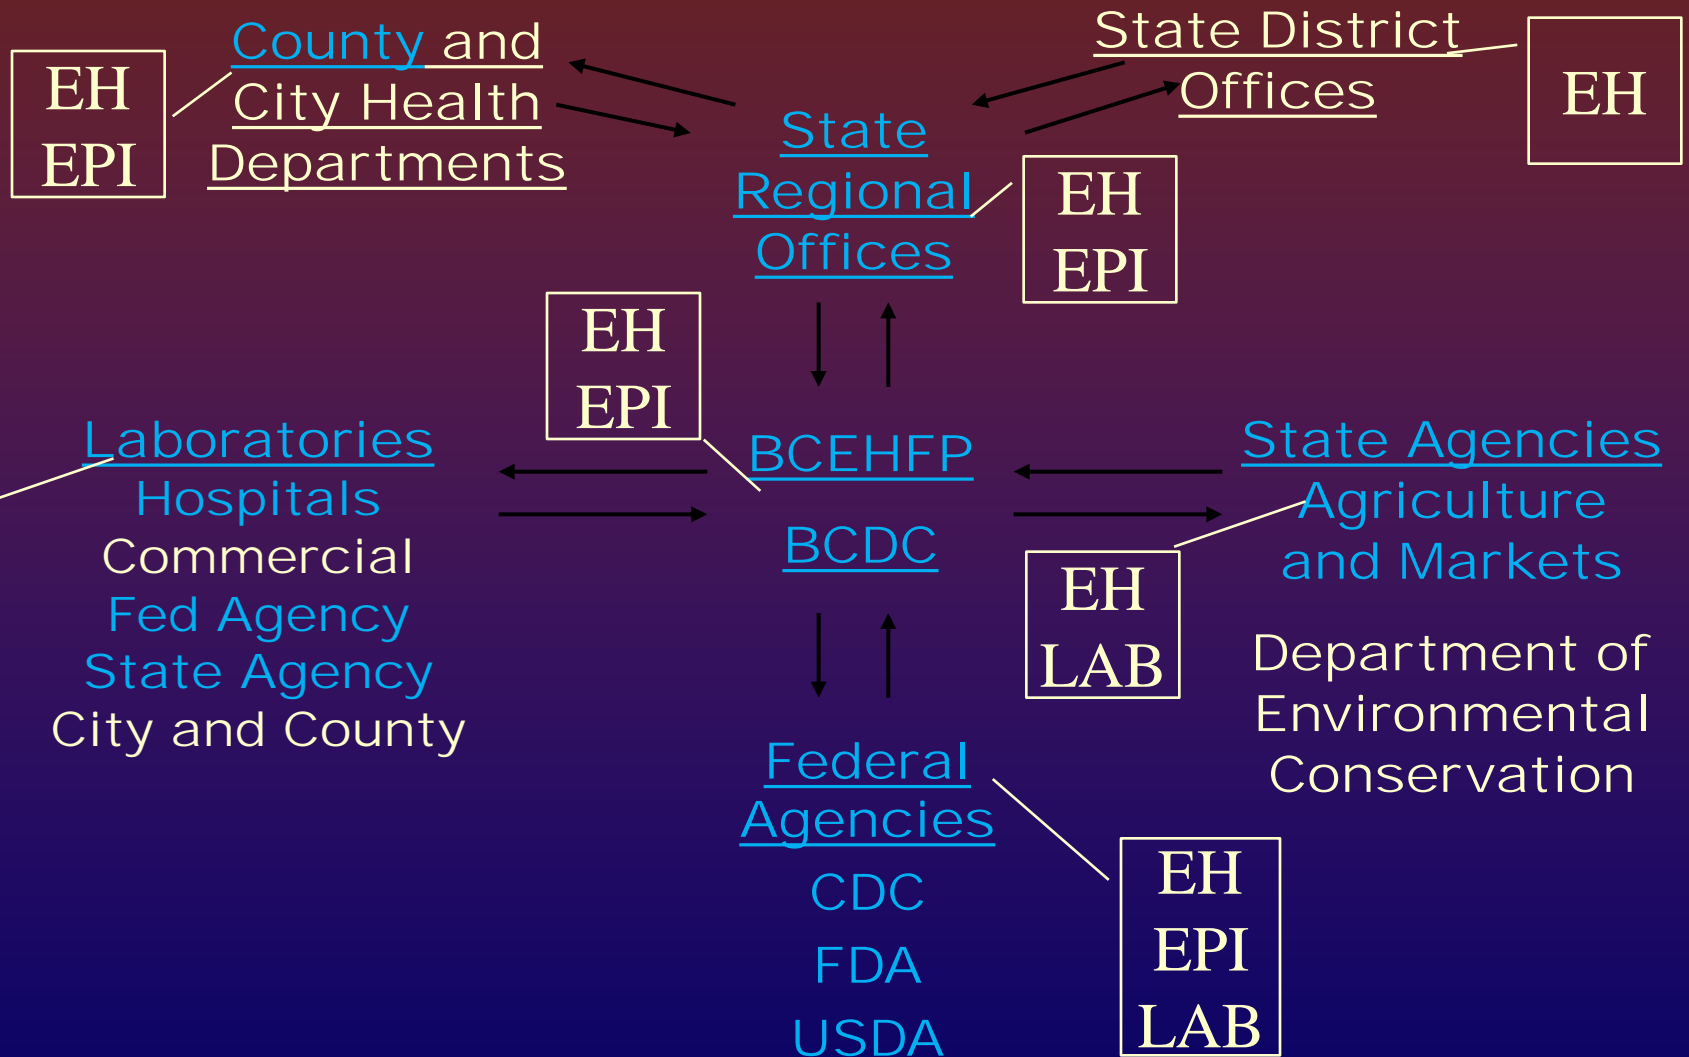 County and
City Health
Departments
EH
EPI
State District
Offices
EH
State
Regional
Offices
EH
EPI
EH
EPI
BCEHFP
BCDC
Laboratories
Hospitals
Commercial
Fed Agency
State Agency
City and County
State Agencies
Agriculture
and Markets
Department of
Environmental
Conservation
EH
LAB
Federal
Agencies
CDC
FDA
USDA
EH
EPI
LAB